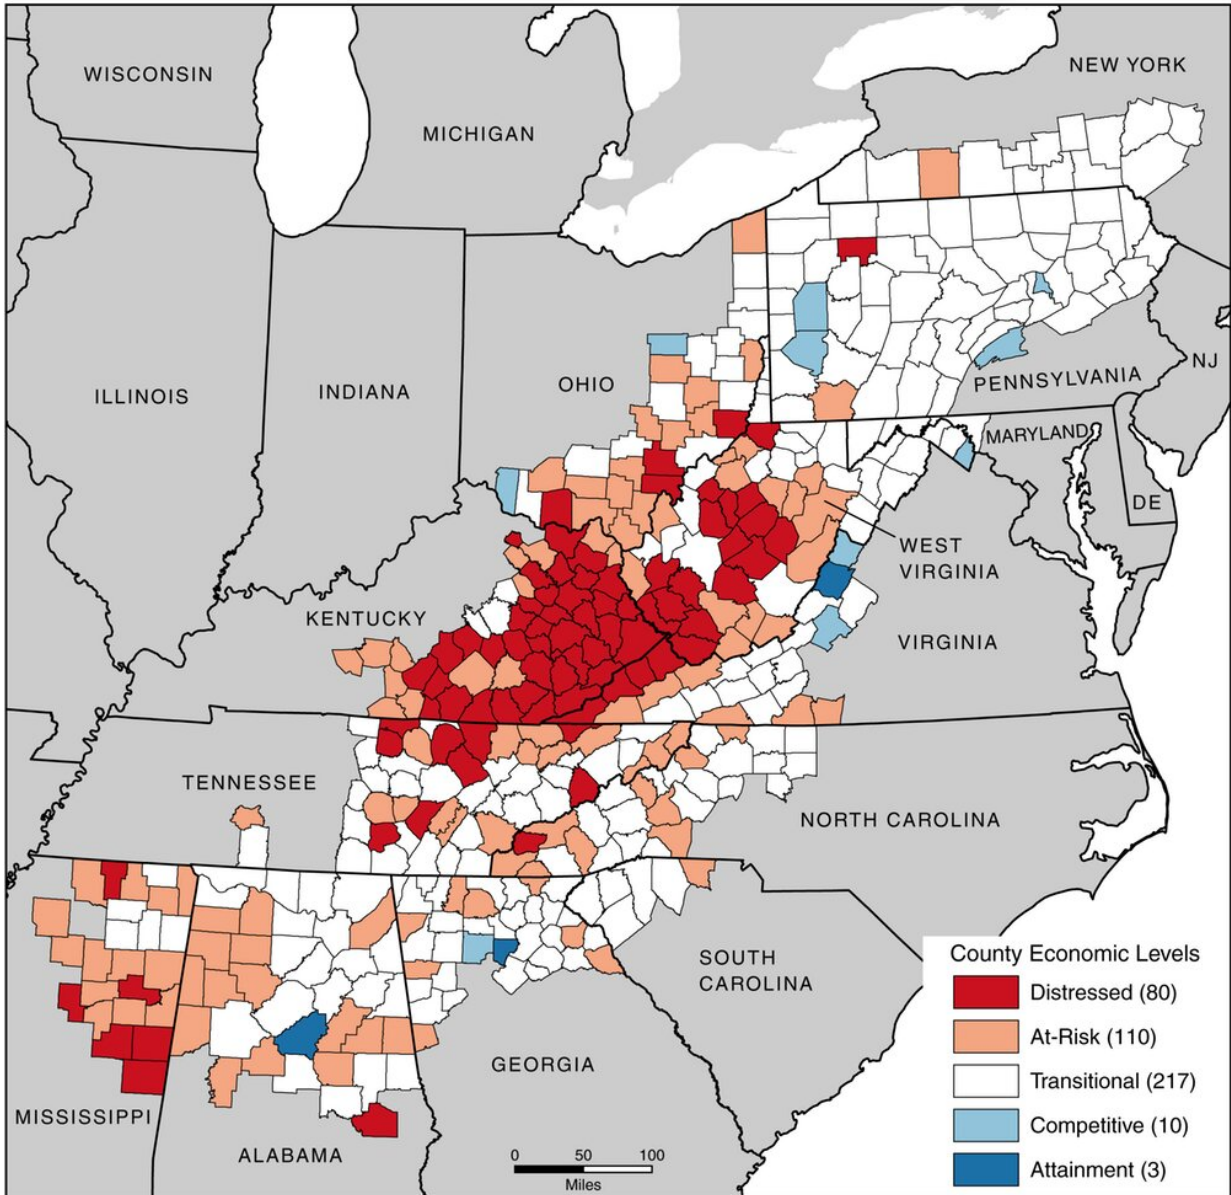 WISCONSIN
MICHIGAN
NEW YORK
ILLINOIS
INDIANA
OHIO
PENNSYLVANIA
NJ
MARYLAND
DE
WEST
VIRGINIA
KENTUCKY
VIRGINIA
TENNESSEE
NORTH CAROLINA
SOUTH
CAROLINA
GEORGIA
MISSISSIPPI
ALABAMA
0 50 100
Miles
County Economic Levels
Distressed (80)
At-Risk (110)
Transitional (217)
Competitive (10)
Attainment (3)